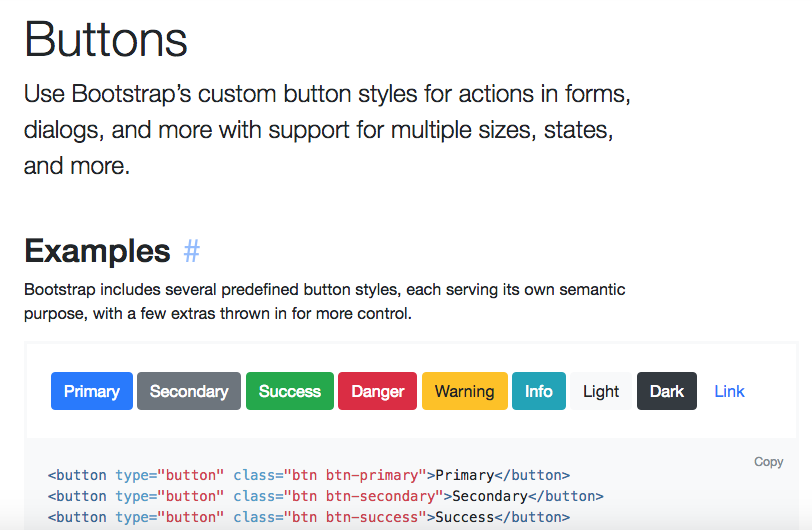 Buttons
Use Bootstrap’s custom button styles for actions in forms,
dialogs, and more with support for multiple sizes, states,
and more.
Examples #
Bootstrap includes several predefined button styles, each serving its own semantic
purpose, with a few extras thrown in for more control.
Primary Secondary Success Danger Warning Info Light Dark Link
Copy
<button type="button" class="btn btn-primary">Primary</button>
<button type="button" class="btn btn-secondary">Secondary</button>
<button type="button" class="btn btn-success">Success</button>